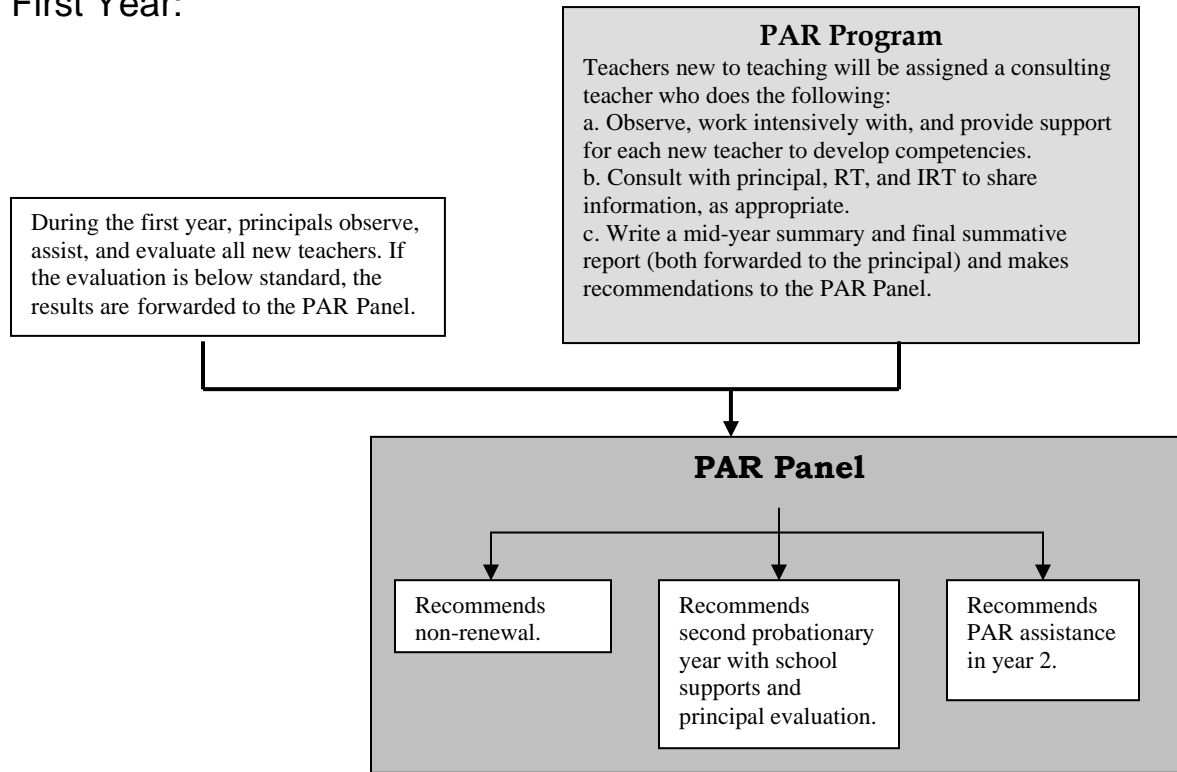 First Year:
PAR Program
Teachers new to teaching will be assigned a consulting
teacher who does the following:
a. Observe, work intensively with, and provide support
for each new teacher to develop competencies.
b. Consult with principal, RT, and IRT to share
information, as appropriate.
c. Write a mid-year summary and final summative
report (both forwarded to the principal) and makes
recommendations to the PAR Panel.
During the first year, principals observe,
assist, and evaluate all new teachers. If
the evaluation is below standard, the
results are forwarded to the PAR Panel.
PAR Panel
Recommends
non-renewal.
Recommends
second probationary
year with school
supports and
principal evaluation.
Recommends
PAR assistance
in year 2.